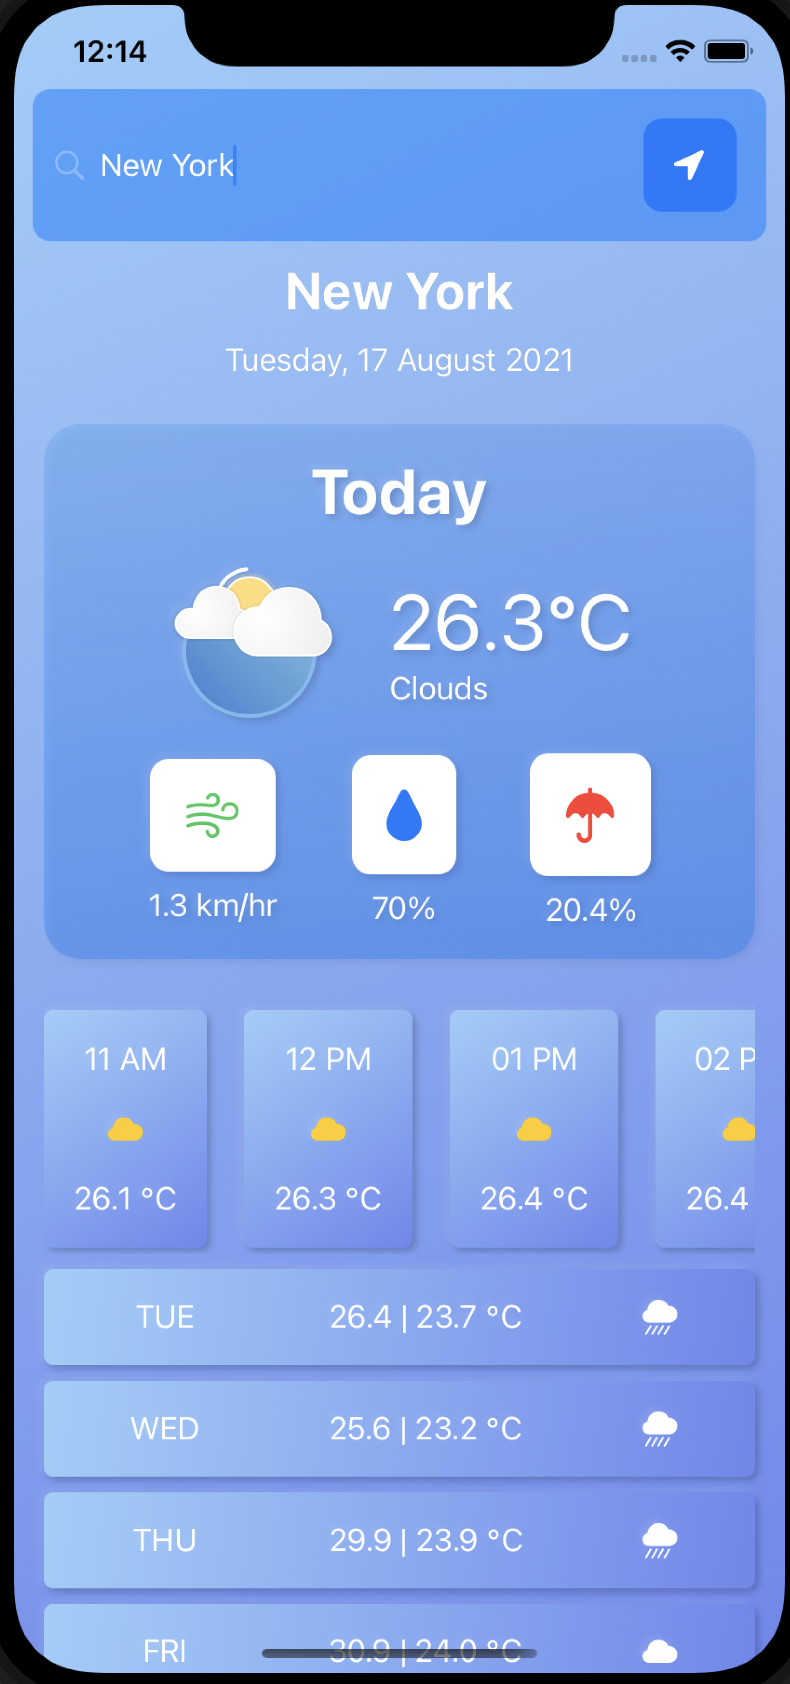 12:14
New York
New York
Tuesday, 17 August 2021
Today
26.3°C
Clouds
1.3 km/hr 70% 20.4%
11 AM 12 PM 01 PM 02 P
26.1 °C 26.3 °C 26.4 °C 26.4
TUE 26.4 | 23.7 °C
WED 25.6 | 23.2 °C
THU 29.9 | 23.9 °C
FRI 30.9 | 24.0 °C